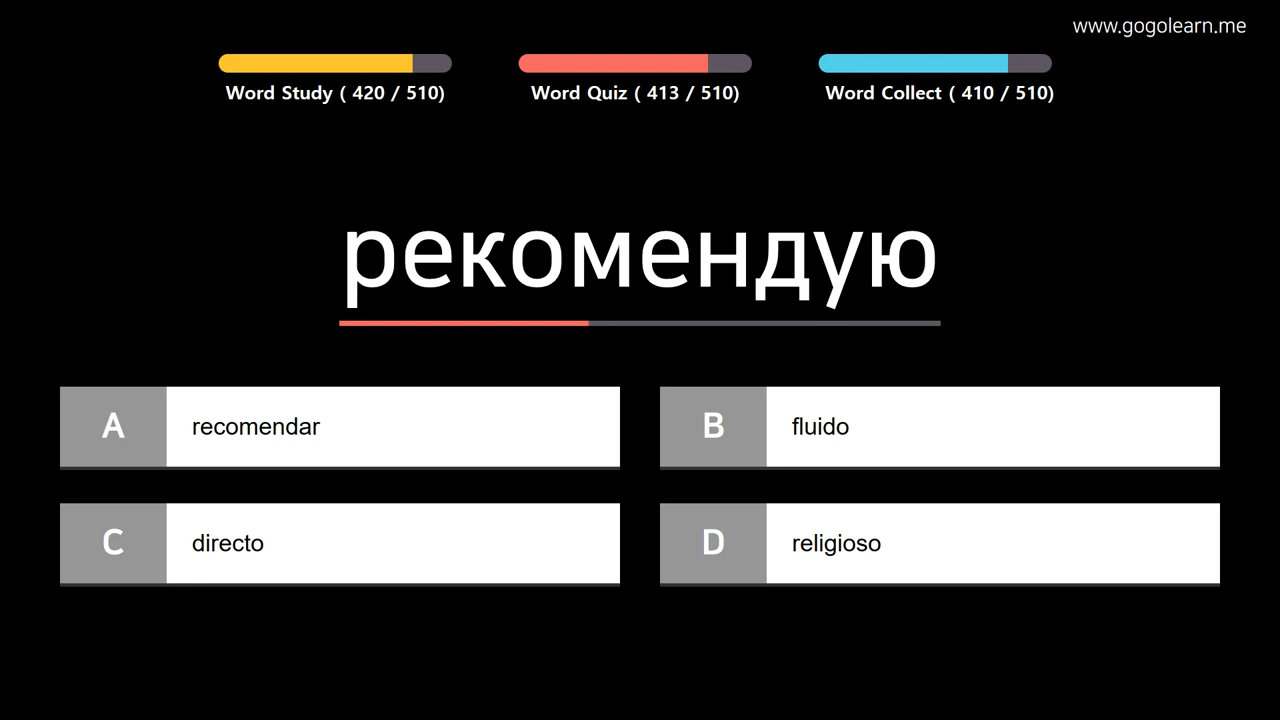 www.gogolearn.me
Word Study ( 420 / 510)
Word Quiz ( 413 / 510)
Word Collect ( 410 / 510)
рекомендую
A recomendar
B fluido
C directo
D religioso